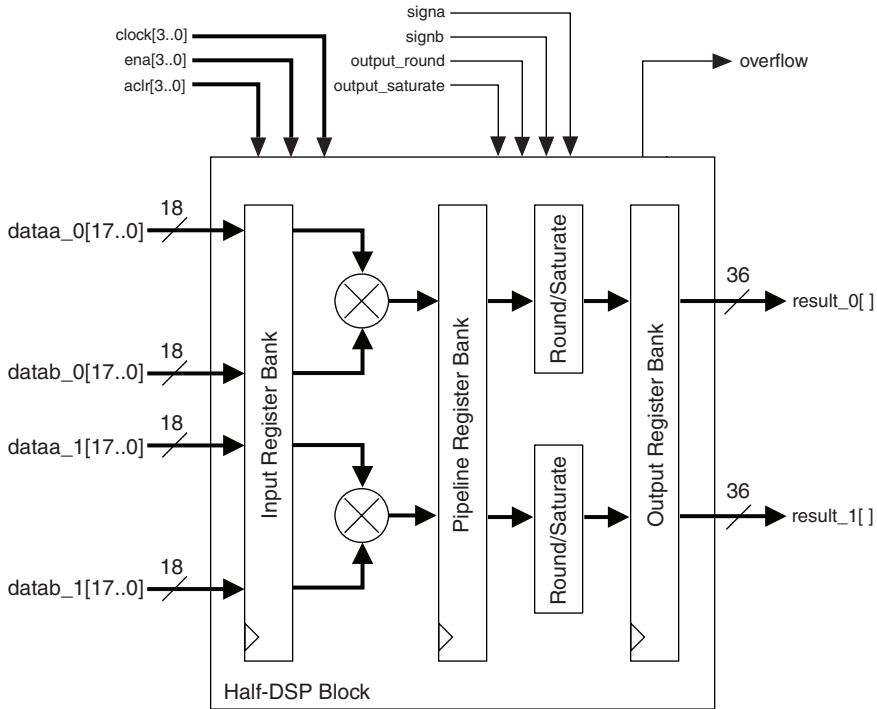 signa
signb
output_round
output_saturate
clock[3..0]
ena[3..0]
aclr[3..0]
overflow
18
dataa_0[17..0]
18
datab_0[17..0]
18
dataa_1[17..0]
18
datab_1[17..0]
Input Register Bank
Pipeline Register Bank
Round/Saturate
Round/Saturate
Output Register Bank
36
result_0[ ]
36
result_1[ ]
Half-DSP Block